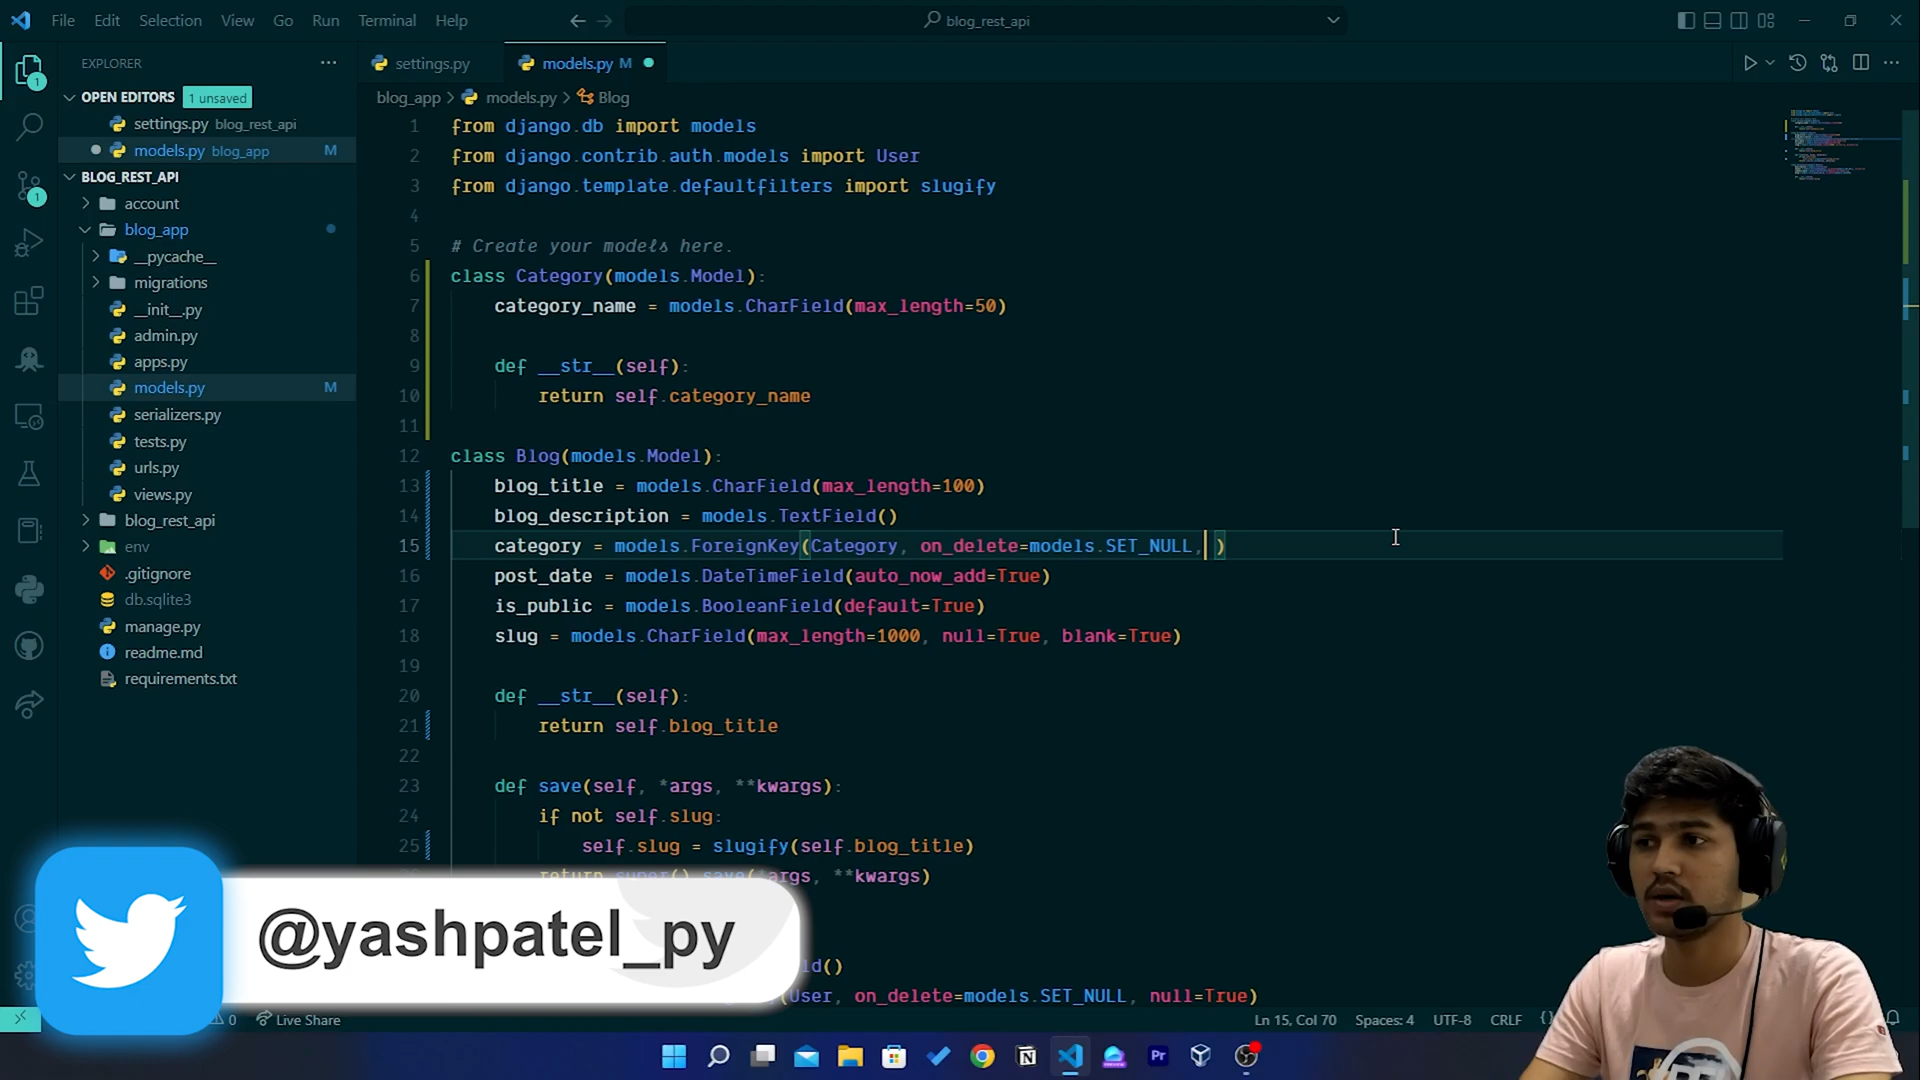 File Edit Selection View Go Run Terminal Help
blog_rest_api
EXPLORER
OPEN EDITORS 1 unsaved
settings.py blog_rest_api
models.py blog_app M
BLOG_REST_API
account
blog_app
__pycache__
migrations
__init__.py
admin.py
apps.py
models.py M
serializers.py
tests.py
urls.py
views.py
blog_rest_api
env
.gitignore
db.sqlite3
manage.py
readme.md
requirements.txt
1
1
settings.py models.py M
blog_app > models.py > Blog
1 from django.db import models
2 from django.contrib.auth.models import User
3 from django.template.defaultfilters import slugify
4
5 # Create your models here.
6 class Category(models.Model):
7 category_name = models.CharField(max_length=50)
8
9 def __str__(self):
10 return self.category_name
11
12 class Blog(models.Model):
13 blog_title = models.CharField(max_length=100)
14 blog_description = models.TextField()
15 category = models.ForeignKey(Category, on_delete=models.SET_NULL, )
16 post_date = models.DateTimeField(auto_now_add=True)
17 is_public = models.BooleanField(default=True)
18 slug = models.CharField(max_length=1000, null=True, blank=True)
19
20 def __str__(self):
21 return self.blog_title
22
23 def save(self, *args, **kwargs):
24 if not self.slug:
25 self.slug = slugify(self.blog_title)
return super().save(*args, **kwargs)
ld()
(User, on_delete=models.SET_NULL, null=True)
@yashpatel_py
0 Live Share
Ln 15, Col 70 Spaces: 4 UTF-8 CRLF {}
N
Pr